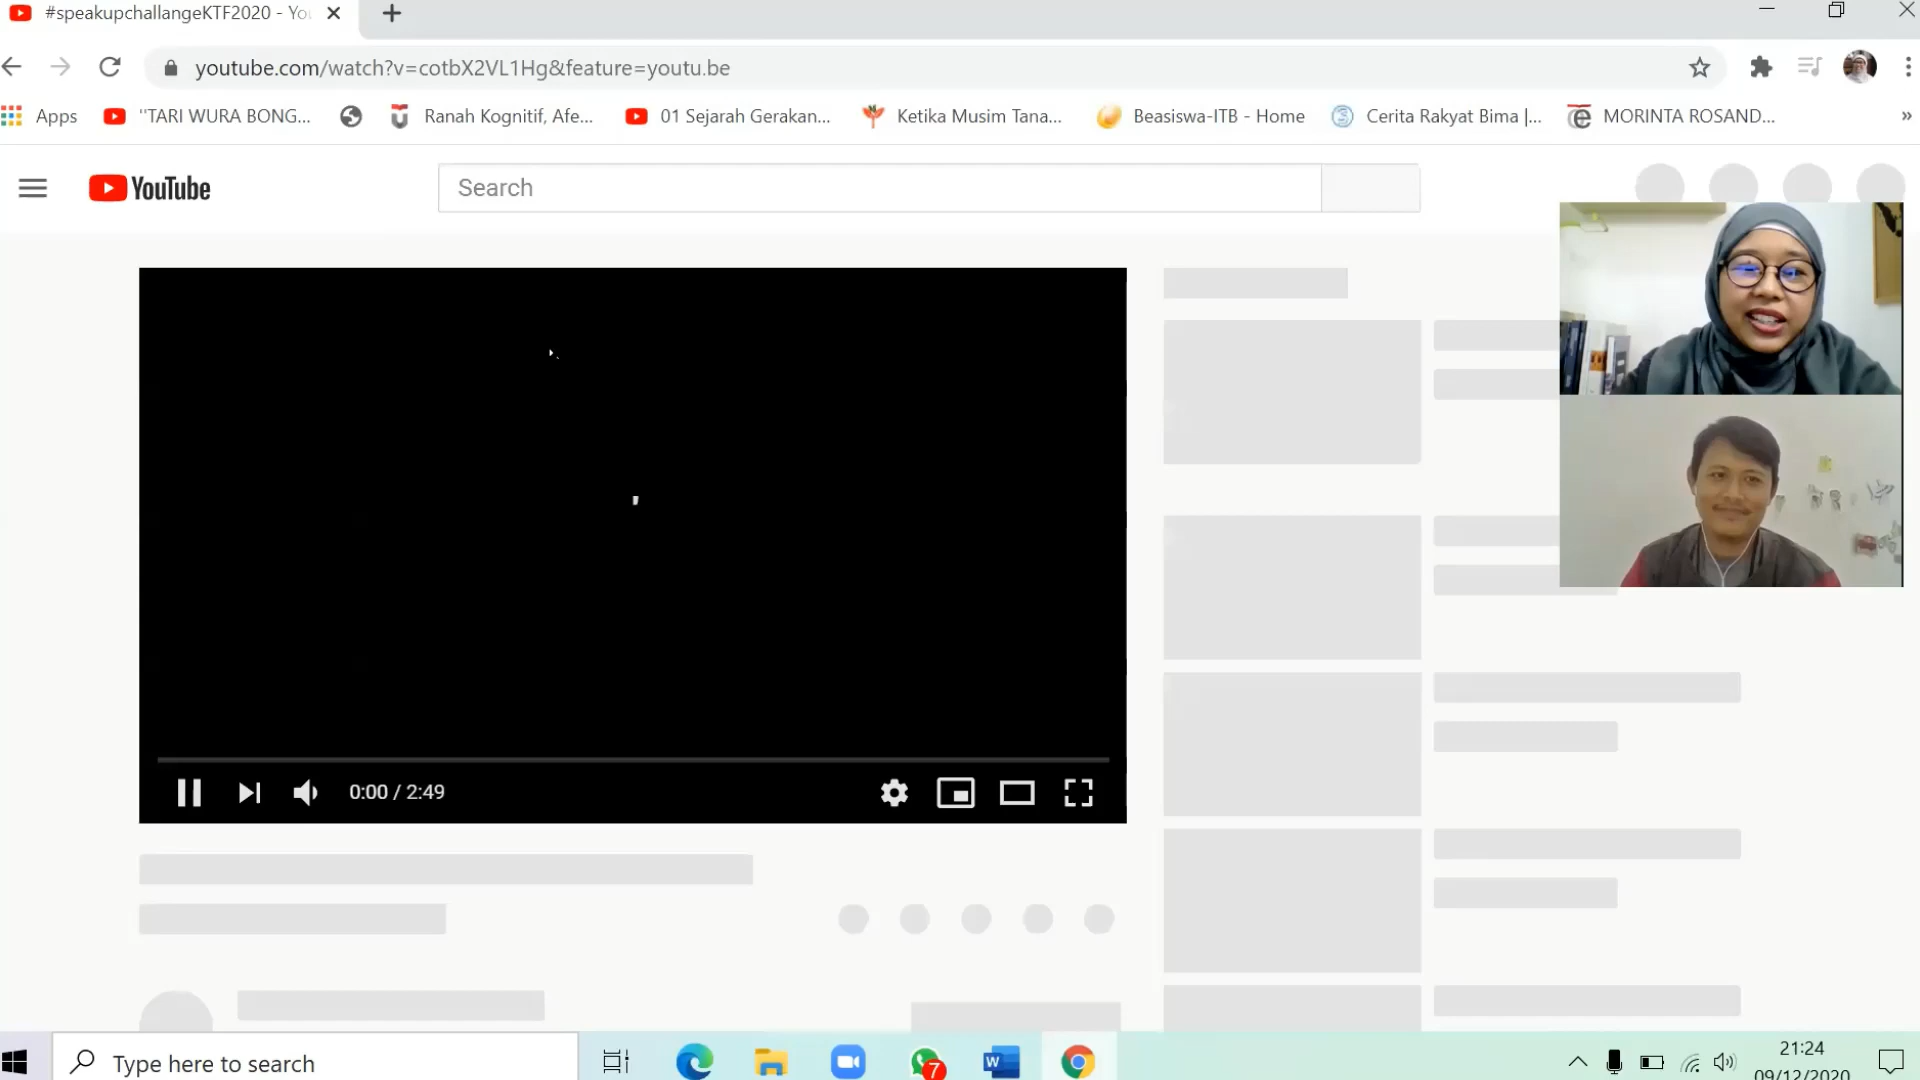 #speakupchallangeKTF2020 - You
youtube.com/watch?v=cotbX2VL1Hg&feature=youtu.be
Apps
"TARI WURA BONG...
Ranah Kognitif, Afe...
01 Sejarah Gerakan...
Ketika Musim Tana...
Beasiswa-ITB - Home
Cerita Rakyat Bima |...
MORINTA ROSAND...
»
YouTube
Search
0:00 / 2:49
Type here to search
7
W
21:24
09/12/2020